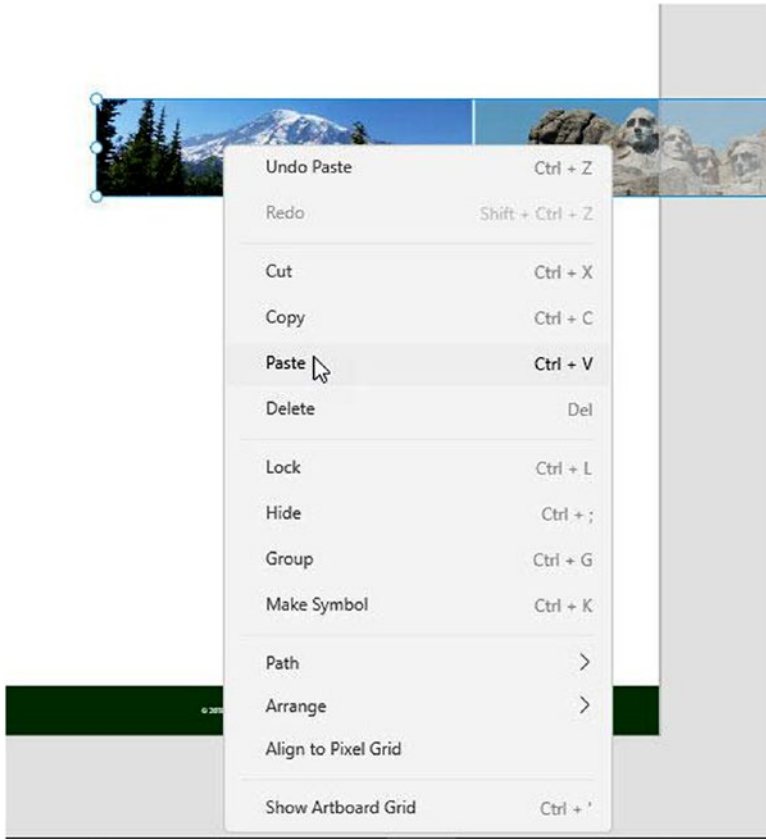 Undo Paste Ctrl + Z
Redo Shift + Ctrl + Z
Cut Ctrl + X
Copy Ctrl + C
Paste Ctrl + V
Delete Del
Lock Ctrl + L
Hide Ctrl + ;
Group Ctrl + G
Make Symbol Ctrl + K
Path
Arrange
Align to Pixel Grid
Show Artboard Grid Ctrl + '